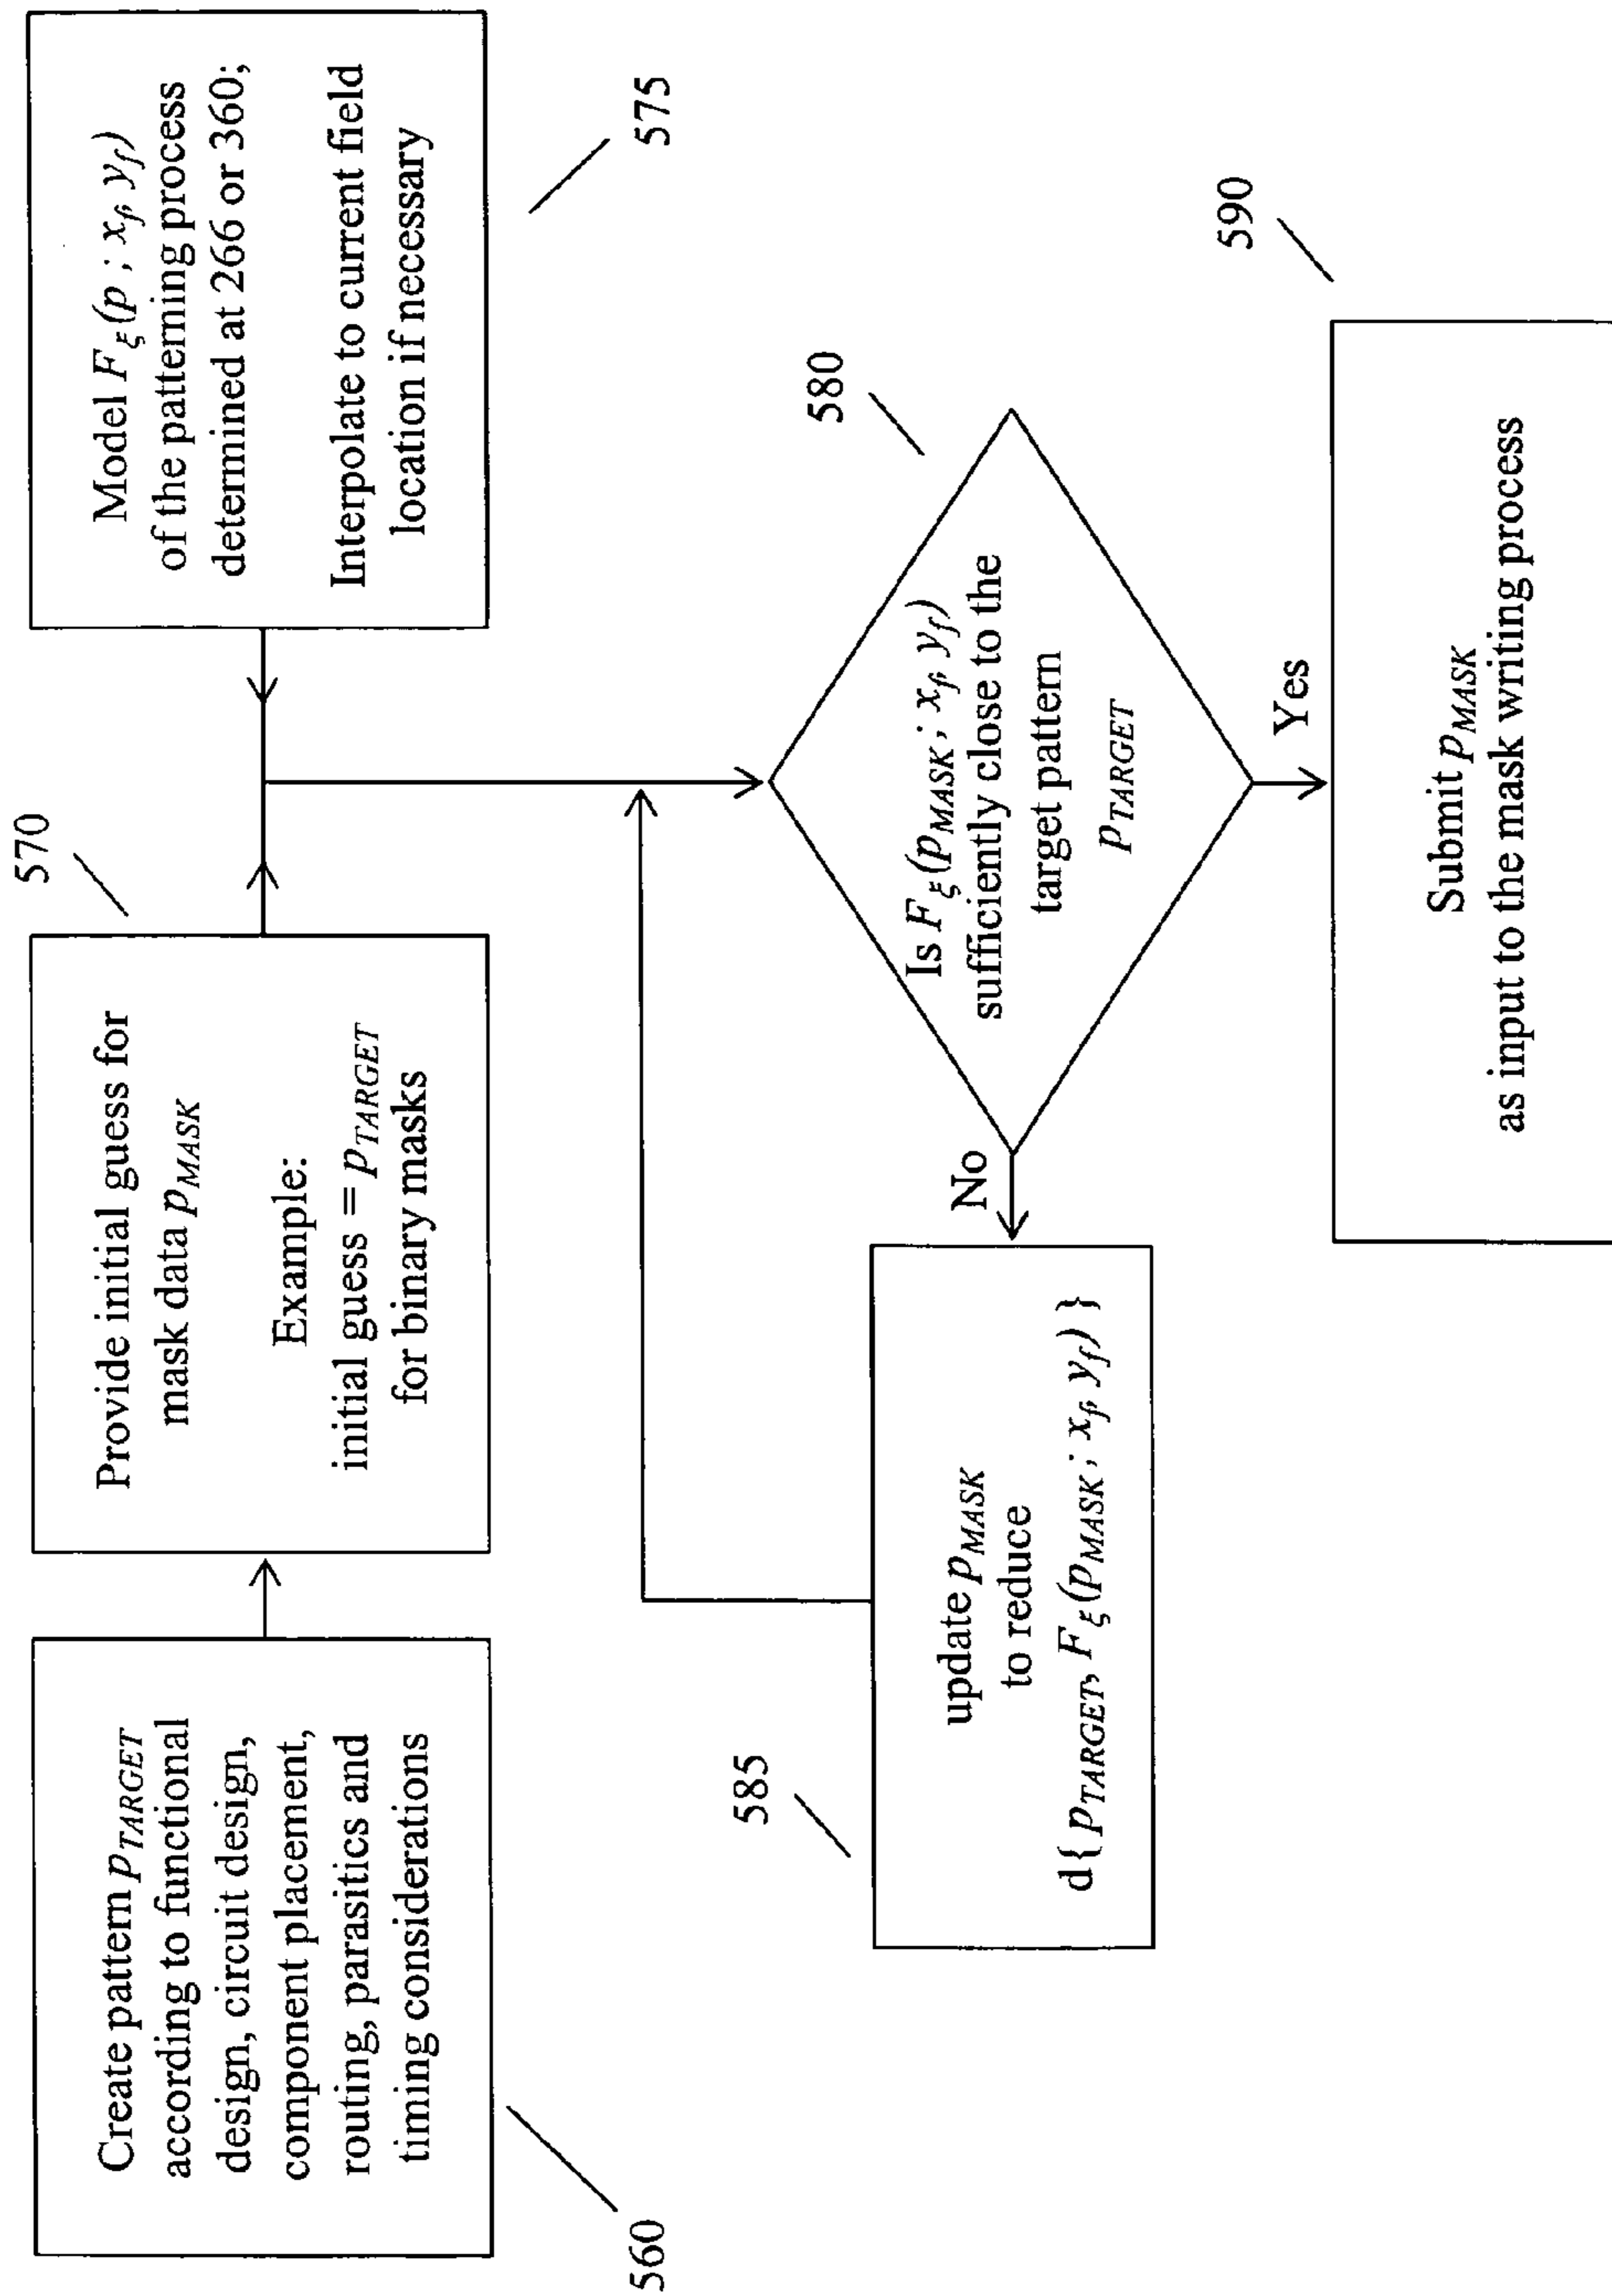 560
Create pattern p_TARGET
according to functional
design, circuit design,
component placement,
routing, parasitics and
timing considerations
570
Provide initial guess for
mask data p_MASK
Example:
initial guess = p_TARGET
for binary masks
Model F_ξ(p ; x_f, y_f)
of the patterning process
determined at 266 or 360;
Interpolate to current field
location if necessary
575
580
Is F_ξ(p_MASK ; x_f, y_f)
sufficiently close to the
target pattern
p_TARGET
No
Yes
585
update p_MASK
to reduce
d{ p_TARGET, F_ξ(p_MASK ; x_f, y_f) }
590
Submit p_MASK
as input to the mask writing process